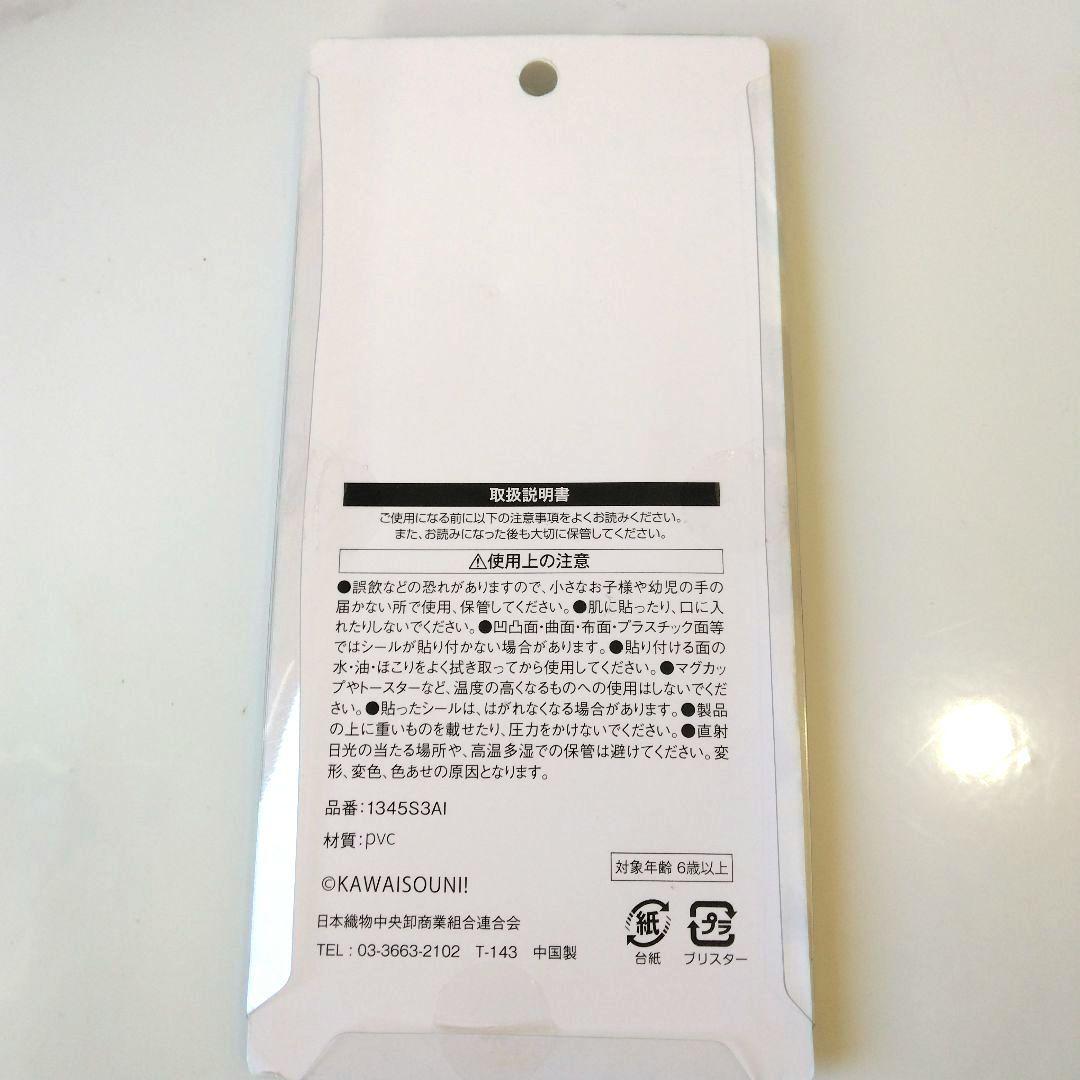 取扱説明書
ご使用になる前に以下の注意事項をよくお読みください。
また、お読みになった後も大切に保管してください。
⚠使用上の注意
●誤飲などの恐れがありますので、小さなお子様や幼児の手の
届かない所で使用、保管してください。●肌に貼ったり、口に入
れたりしないでください。●凹凸面・曲面・布面・プラスチック面等
ではシールが貼り付かない場合があります。●貼り付ける面の
水・油・ほこりをよく拭き取ってから使用してください。●マグカッ
プやトースターなど、温度の高くなるものへの使用はしないでくだ
さい。●貼ったシールは、はがれなくなる場合があります。●製品
の上に重いものを載せたり、圧力をかけないでください。●直射
日光の当たる場所や、高温多湿での保管は避けてください。変
形、変色、色あせの原因となります。
品番:1345S3AI
材質:pvc
対象年齢 6歳以上
©KAWAISOUNI!
日本織物中央卸商業組合連合会
TEL : 03-3663-2102 T-143 中国製
紙 プラ
台紙 ブリスター